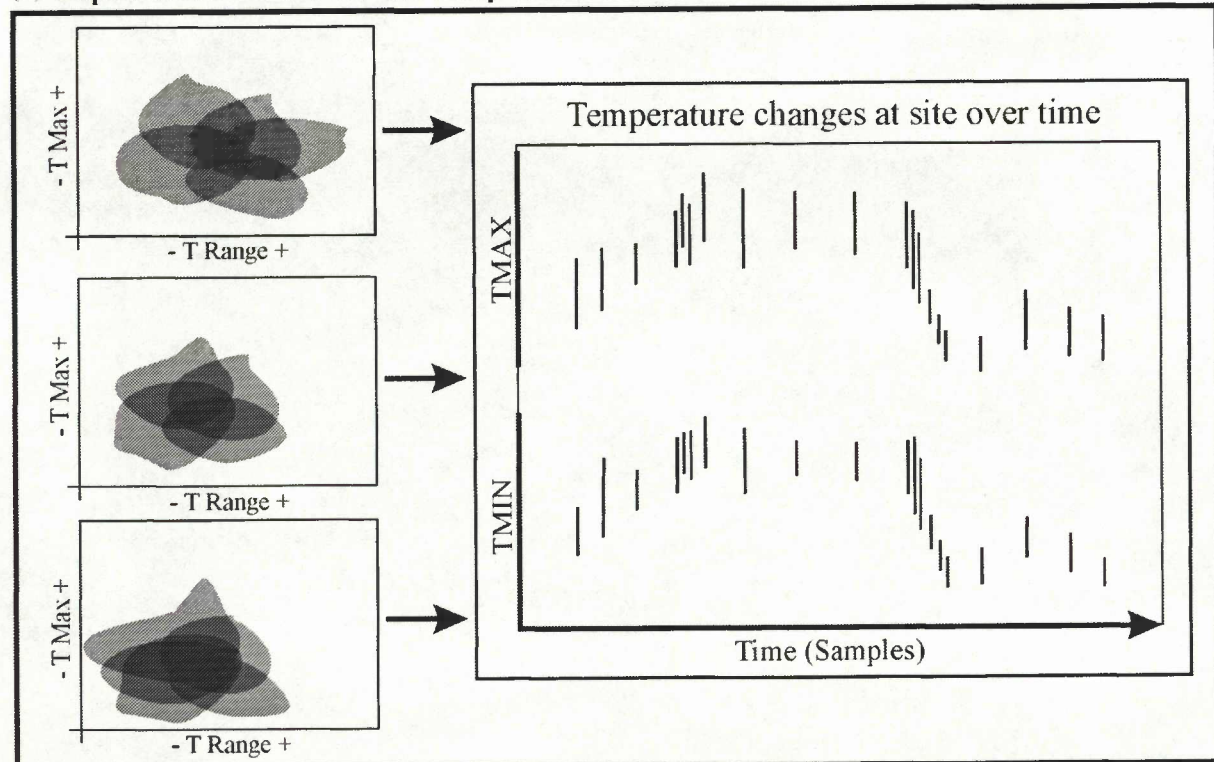 - T Max +
- T Range +
- T Max +
- T Range +
- T Max +
- T Range +
Temperature changes at site over time
TMAX
TMIN
Time (Samples)